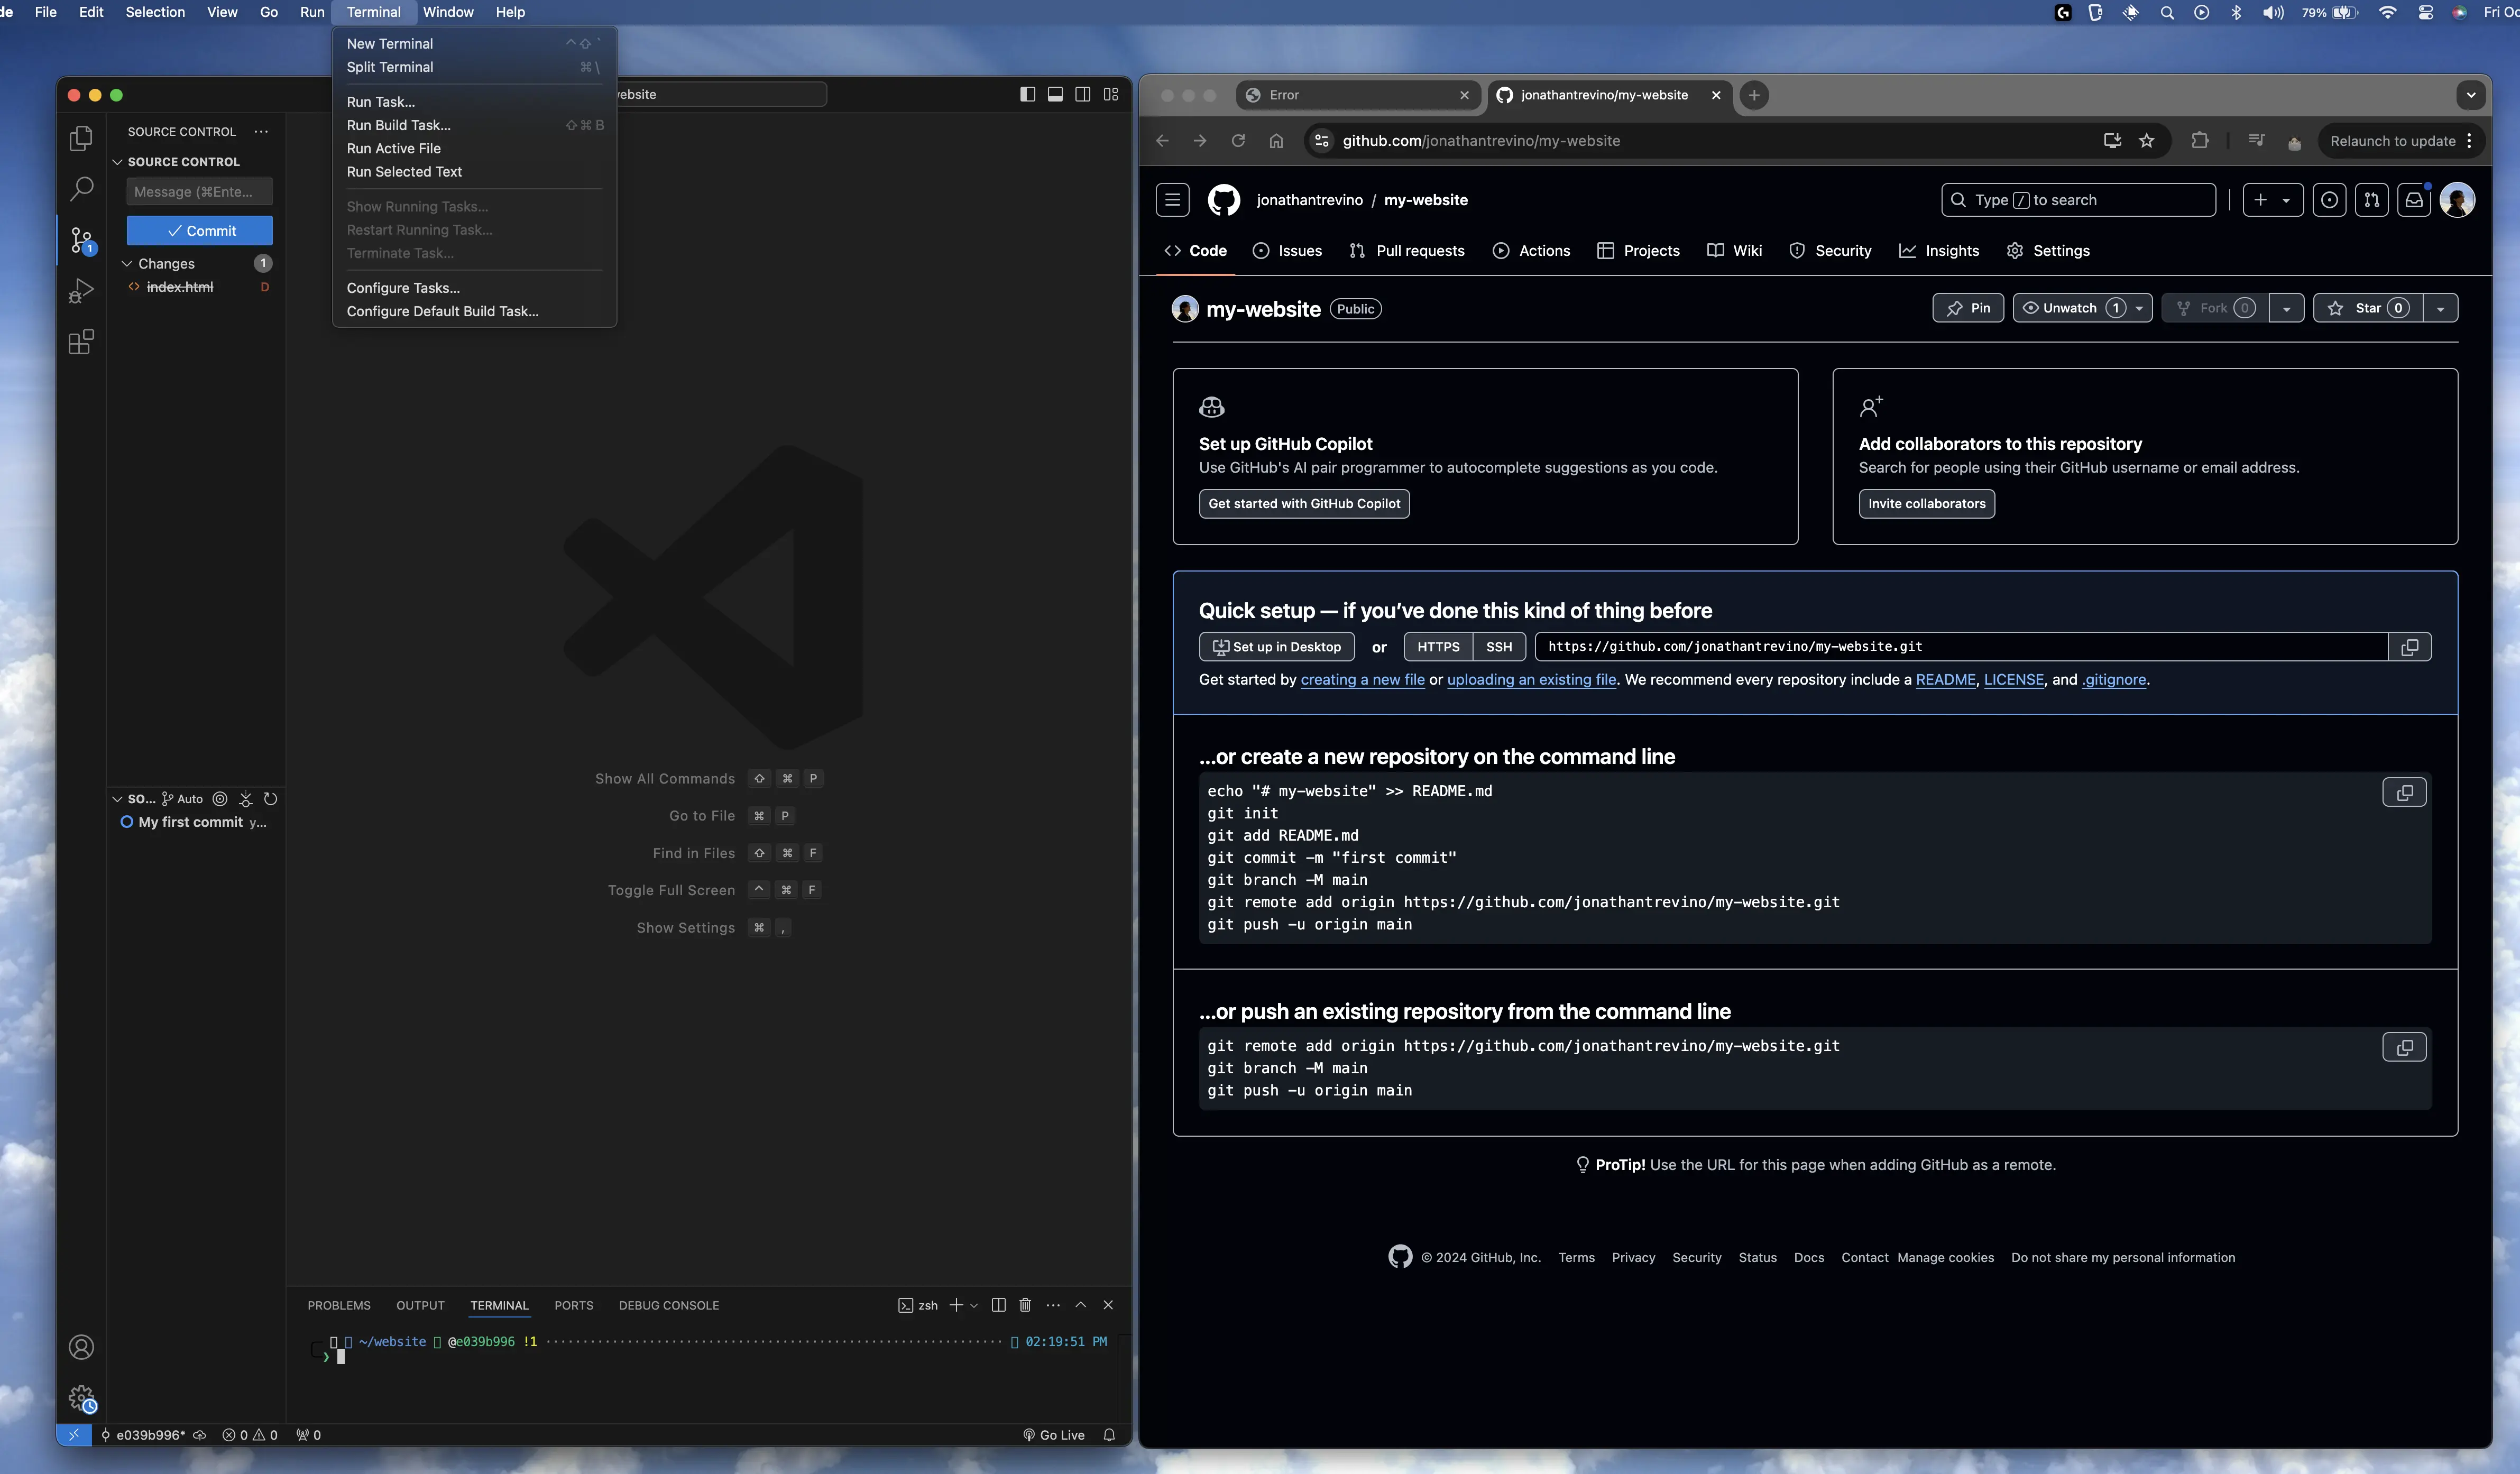 de File Edit Selection View Go Run Terminal Window Help 79% Fri Oc
New Terminal ^⇧`
Split Terminal ⌘\
Run Task...
Run Build Task... ⇧⌘B
Run Active File
Run Selected Text
Show Running Tasks...
Restart Running Task...
Terminate Task...
Configure Tasks...
Configure Default Build Task...
ebsite
SOURCE CONTROL ...
SOURCE CONTROL
Message (⌘Ente...
Commit
Changes 1
index.html D
1
SO... Auto
My first commit y...
Show All Commands ⇧ ⌘ P
Go to File ⌘ P
Find in Files ⇧ ⌘ F
Toggle Full Screen ^ ⌘ F
Show Settings ⌘ ,
PROBLEMS OUTPUT TERMINAL PORTS DEBUG CONSOLE zsh
~/website @e039b996 !1 02:19:51 PM
❯
e039b996* 0 0 0 Go Live
Error jonathantrevino/my-website
github.com/jonathantrevino/my-website Relaunch to update
jonathantrevino / my-website Type / to search
Code Issues Pull requests Actions Projects Wiki Security Insights Settings
my-website Public Pin Unwatch 1 Fork 0 Star 0
Set up GitHub Copilot
Use GitHub's AI pair programmer to autocomplete suggestions as you code.
Get started with GitHub Copilot
Add collaborators to this repository
Search for people using their GitHub username or email address.
Invite collaborators
Quick setup — if you've done this kind of thing before
Set up in Desktop or HTTPS SSH https://github.com/jonathantrevino/my-website.git
Get started by creating a new file or uploading an existing file. We recommend every repository include a README, LICENSE, and .gitignore.
...or create a new repository on the command line
echo "# my-website" >> README.md
git init
git add README.md
git commit -m "first commit"
git branch -M main
git remote add origin https://github.com/jonathantrevino/my-website.git
git push -u origin main
...or push an existing repository from the command line
git remote add origin https://github.com/jonathantrevino/my-website.git
git branch -M main
git push -u origin main
ProTip! Use the URL for this page when adding GitHub as a remote.
© 2024 GitHub, Inc. Terms Privacy Security Status Docs Contact Manage cookies Do not share my personal information